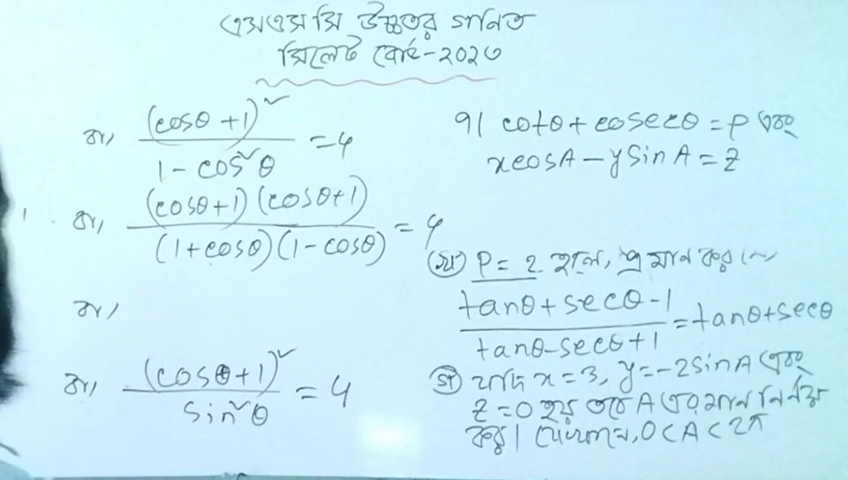 এসএসসি উচ্চতর গণিত
সিলেট বোর্ড-২০২৩
বা, (cosθ +1)² / 1 - cos²θ = 4
বা, (cosθ+1) (cosθ+1) / (1+cosθ) (1-cosθ) = 4
বা,
বা, (cosθ+1)² / sin²θ = 4
৭। cotθ + cosecθ = P এবং
xcosA - ysinA = z
(খ) P = 2 হলে, প্রমাণ কর যে
tanθ + secθ -1 / tanθ-secθ +1 = tanθ+secθ
(গ) যদি x = 3, y = -2sinA এবং
z = 0 হয় তবে A এর মান নির্ণয়
কর। যেখানে, 0 < A < 2π